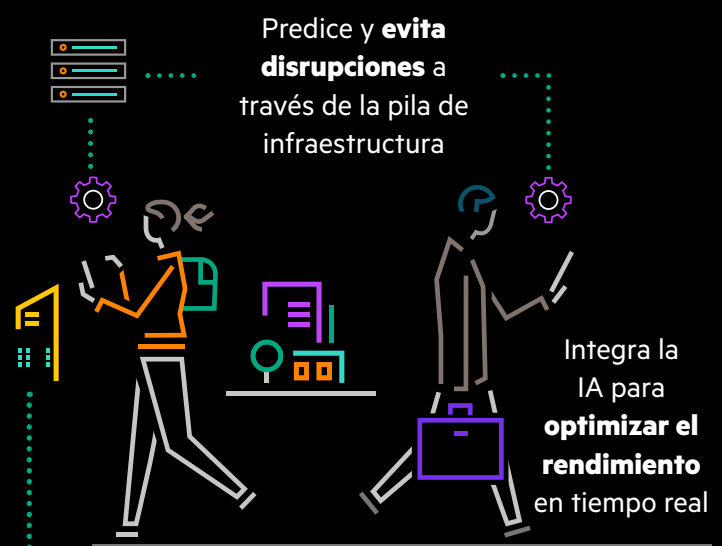 Predice y evita
disrupciones a
través de la pila de
infraestructura
Integra la
IA para
optimizar el
rendimiento
en tiempo real